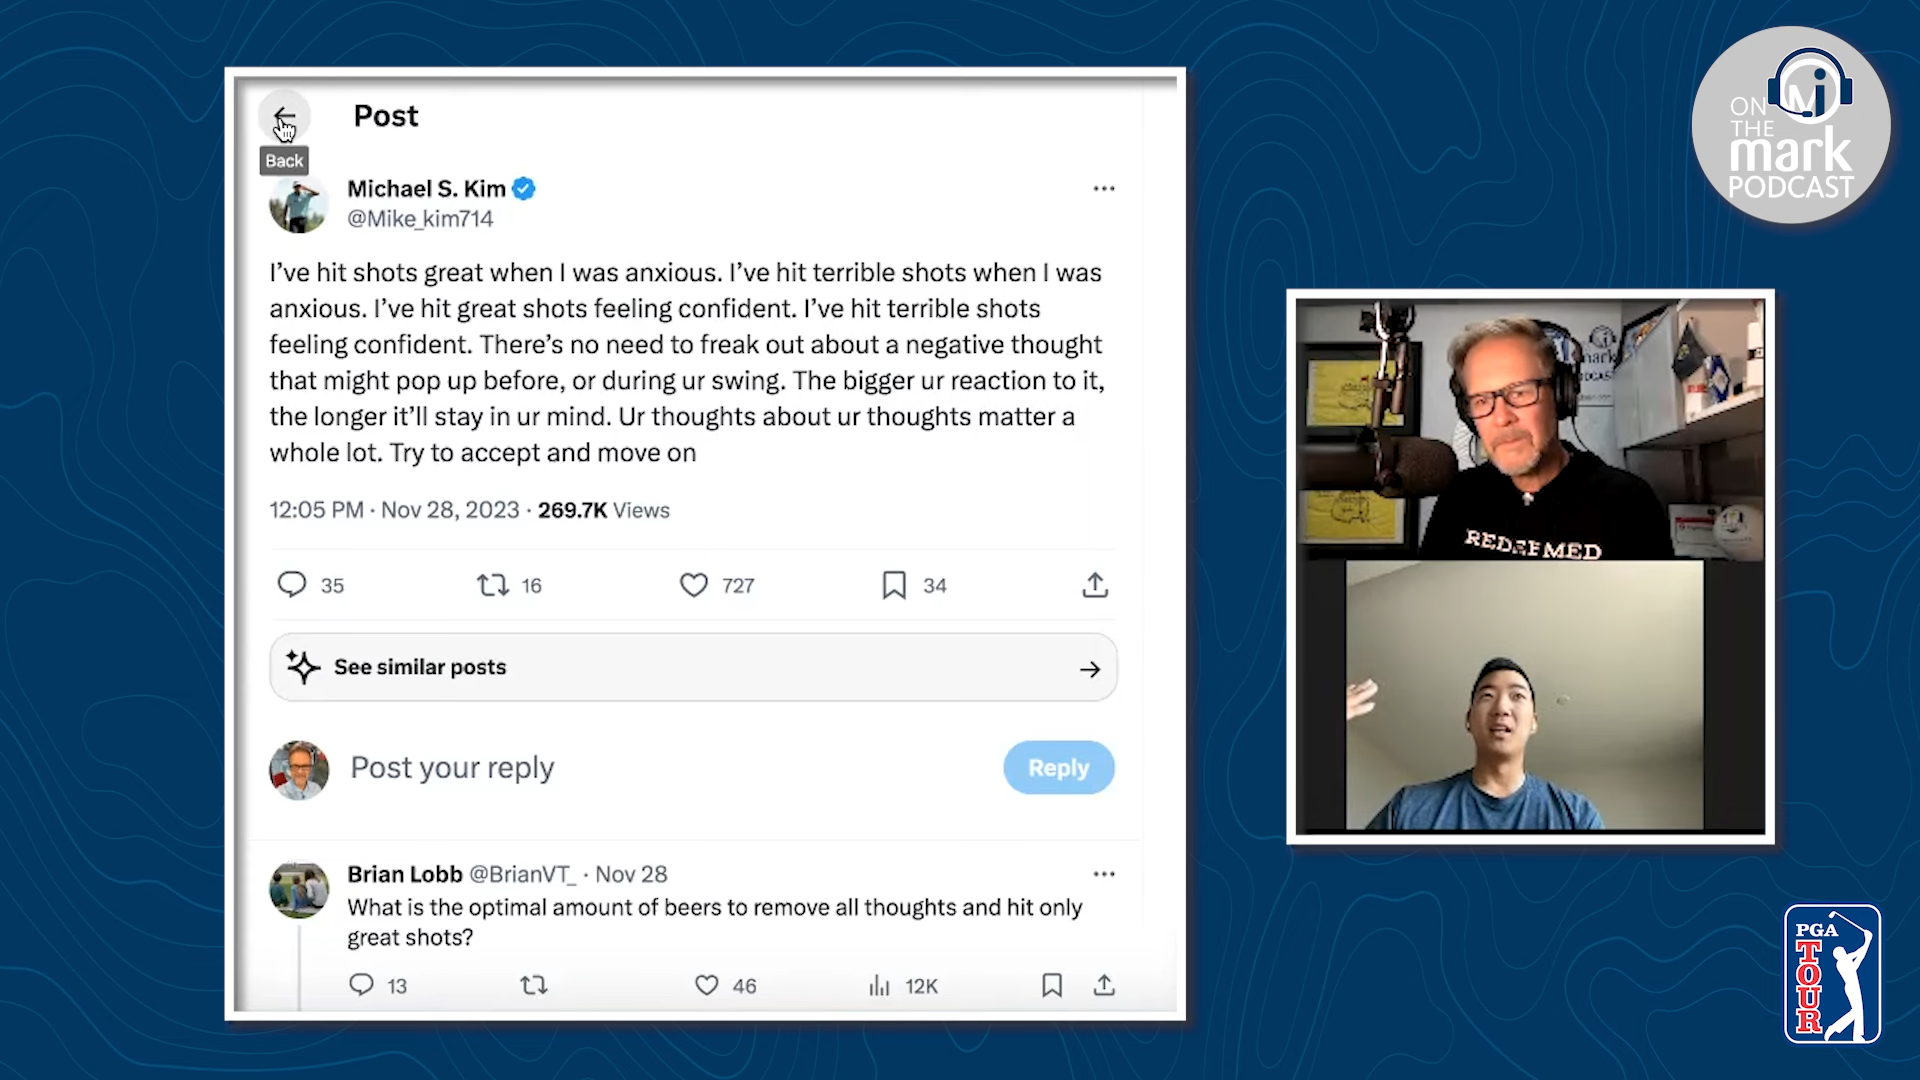 Post
Back
Michael S. Kim
@Mike_kim714
I've hit shots great when I was anxious. I've hit terrible shots when I was
anxious. I've hit great shots feeling confident. I've hit terrible shots
feeling confident. There's no need to freak out about a negative thought
that might pop up before, or during ur swing. The bigger ur reaction to it,
the longer it'll stay in ur mind. Ur thoughts about ur thoughts matter a
whole lot. Try to accept and move on
12:05 PM · Nov 28, 2023 · 269.7K Views
35 16 727 34
See similar posts
Post your reply
Reply
Brian Lobb @BrianVT_ · Nov 28
What is the optimal amount of beers to remove all thoughts and hit only
great shots?
13 46 12K
ON
THE
mark
PODCAST
REDEEMED
PGA
TOUR